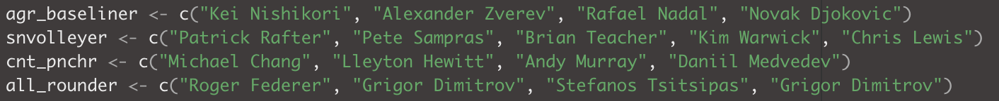 agr_baseliner <- c("Kei Nishikori", "Alexander Zverev", "Rafael Nadal", "Novak Djokovic")
snvolleyer <- c("Patrick Rafter", "Pete Sampras", "Brian Teacher", "Kim Warwick", "Chris Lewis")
cnt_pnchr <- c("Michael Chang", "Lleyton Hewitt", "Andy Murray", "Daniil Medvedev")
all_rounder <- c("Roger Federer", "Grigor Dimitrov", "Stefanos Tsitsipas", "Grigor Dimitrov")